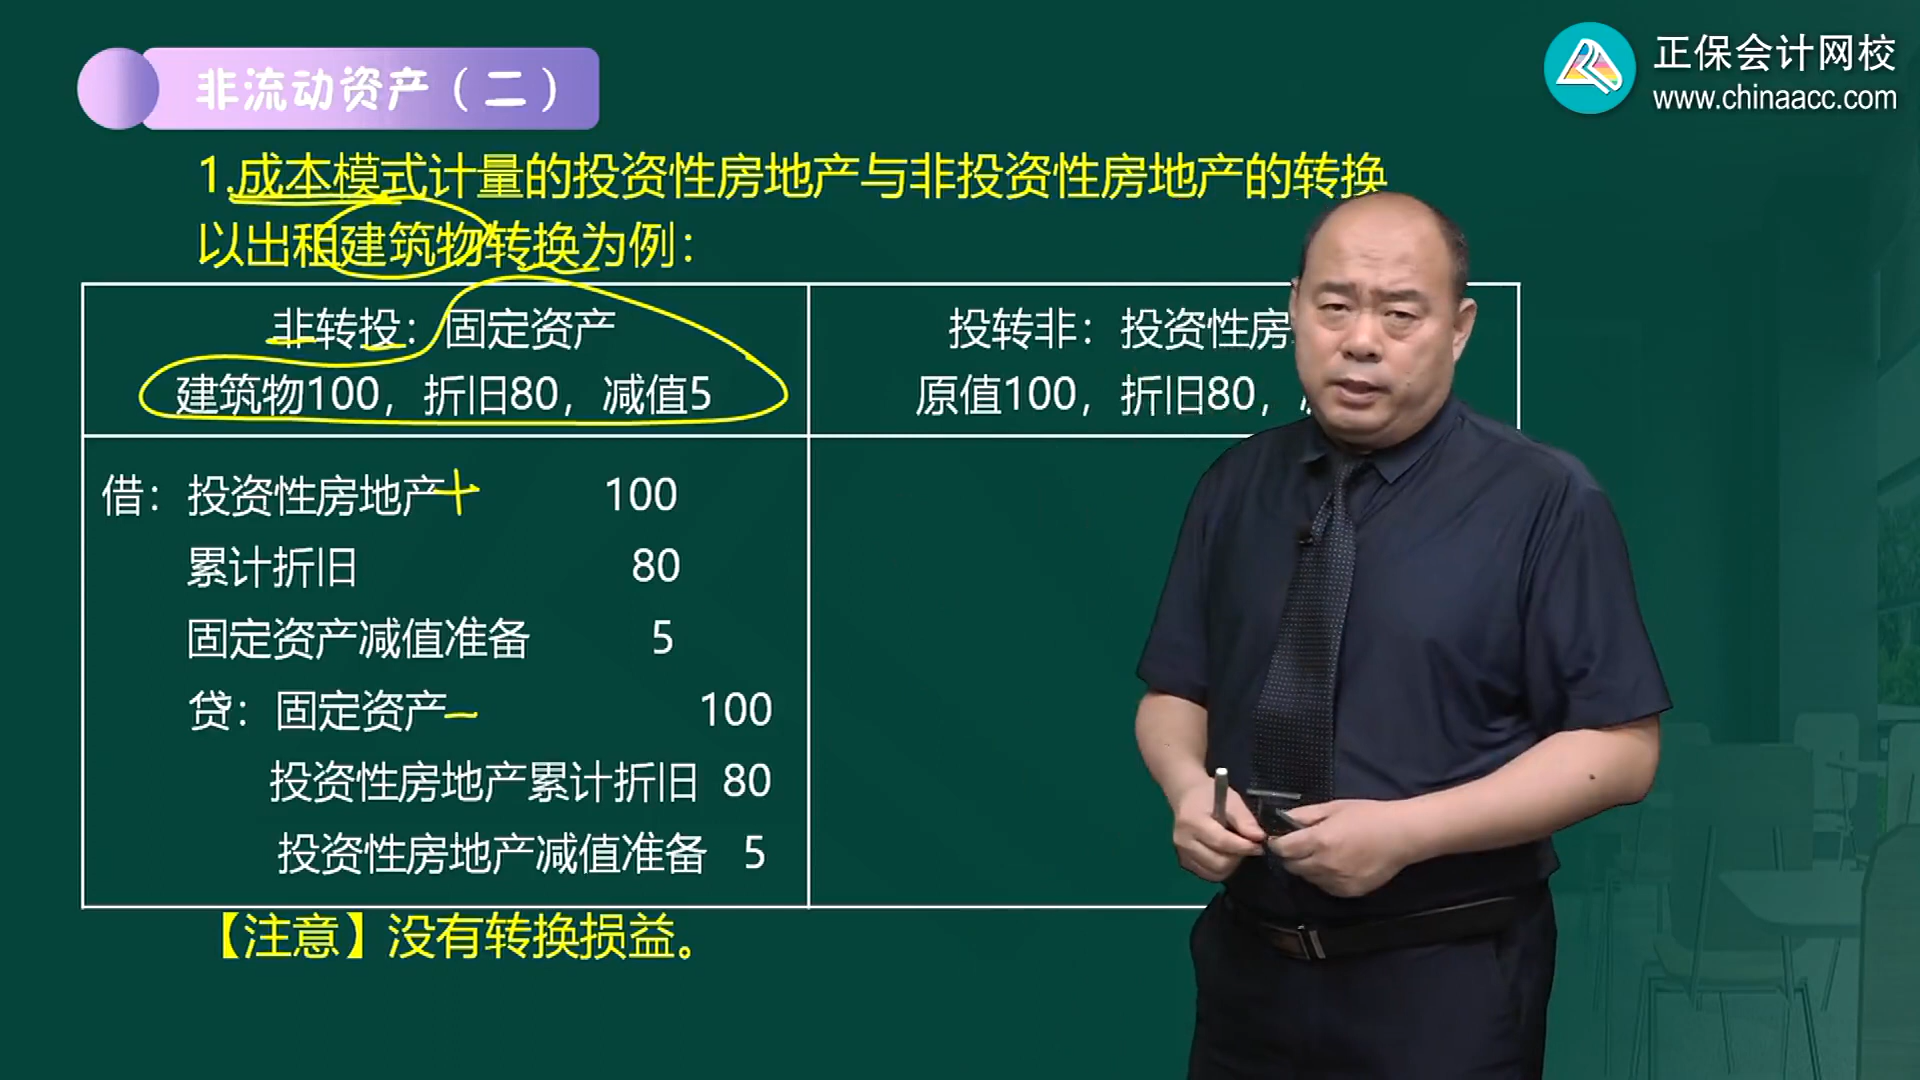 非流动资产（二）
正保会计网校
www.chinaacc.com
1.成本模式计量的投资性房地产与非投资性房地产的转换
以出租建筑物转换为例：
非转投：固定资产
建筑物100，折旧80，减值5
投转非：投资性房
原值100，折旧80，
借：投资性房地产 + 100
累计折旧 80
固定资产减值准备 5
贷：固定资产 - 100
投资性房地产累计折旧 80
投资性房地产减值准备 5
【注意】没有转换损益。